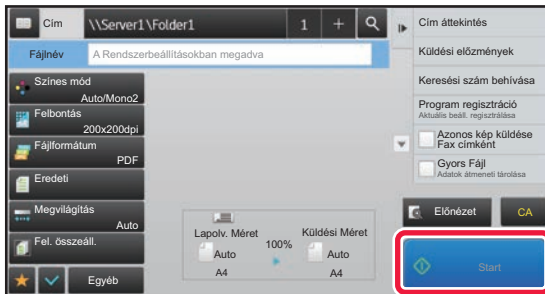 Cím
\\Server1\Folder1
1
+
Fájlnév
A Rendszerbeállításokban megadva
Színes mód
Auto/Mono2
Felbontás
200x200dpi
Fájlformátum
PDF
Eredeti
Megvilágítás
Auto
Fel. összeáll.
Egyéb
Lapolv. Méret
100%
Küldési Méret
Auto
Auto
A4
A4
Cím áttekintés
Küldési előzmények
Keresési szám behívása
Program regisztráció
Aktuális beáll. regisztrálása
Azonos kép küldése
Fax címként
Gyors Fájl
Adatok átmeneti tárolása
Előnézet
CA
Start